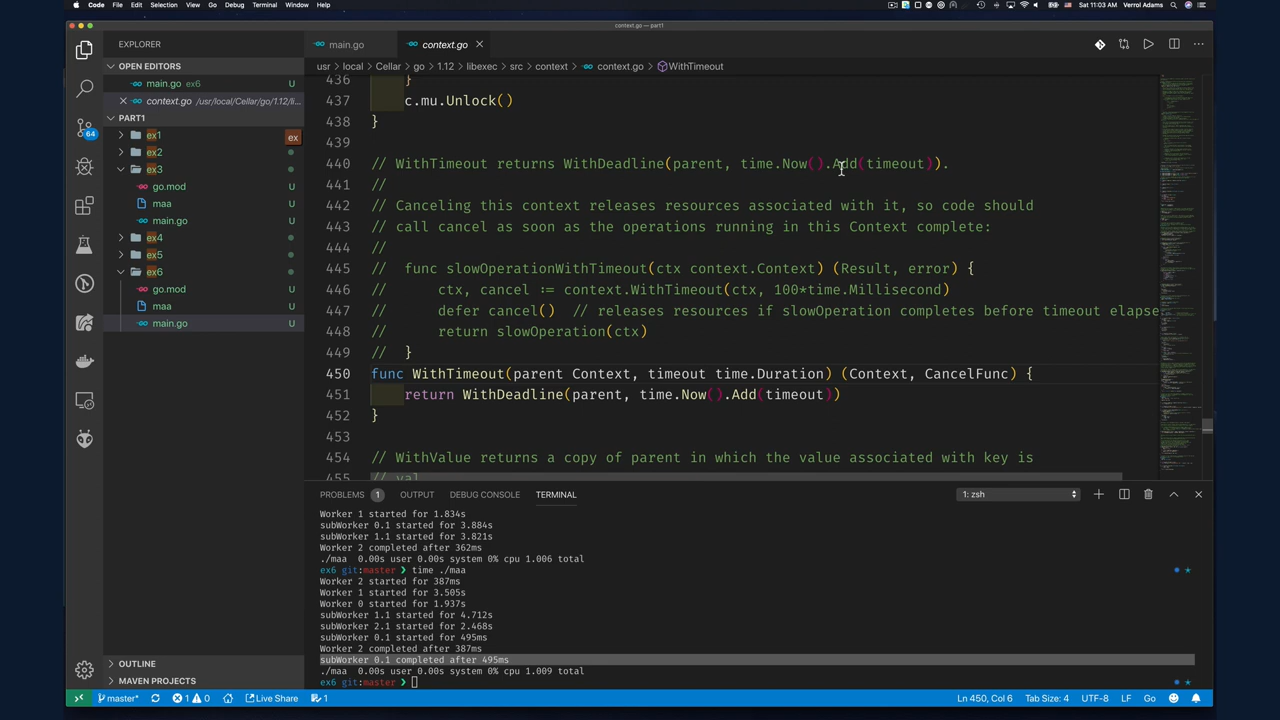 Code File Edit Selection View Go Debug Terminal Window Help
Sat 11:03 AM Verrol Adams
context.go — part1
EXPLORER
main.go
context.go
OPEN EDITORS
main.go ex6 U
context.go /usr/local/Cellar/go/1.12/li... U
PART1
ex1
ex
ex2
ex3
go.mod U
maa U
main.go U
ex4
ex5
ex6
go.mod U
maa U
main.go U
OUTLINE
MAVEN PROJECTS
64
usr › local › Cellar › go › 1.12 › libexec › src › context › context.go › WithTimeout
436 }
437 c.mu.Unlock()
438 }
439
440 // WithTimeout returns WithDeadline(parent, time.Now().Add(timeout)).
441 //
442 // Canceling this context releases resources associated with it, so code should
443 // call cancel as soon as the operations running in this Context complete:
444 //
445 // func slowOperationWithTimeout(ctx context.Context) (Result, error) {
446 // ctx, cancel := context.WithTimeout(ctx, 100*time.Millisecond)
447 // defer cancel() // releases resources if slowOperation completes before timeout elapse
448 // return slowOperation(ctx)
449 // }
450 func WithTimeout(parent Context, timeout time.Duration) (Context, CancelFunc) {
451 return WithDeadline(parent, time.Now().Add(timeout))
452 }
453
454 // WithValue returns a copy of parent in which the value associated with key is
455 // val.
PROBLEMS 1 OUTPUT DEBUG CONSOLE TERMINAL
1: zsh
Worker 1 started for 1.834s
subWorker 0.1 started for 3.884s
subWorker 1.1 started for 3.821s
Worker 2 completed after 362ms
./maa 0.00s user 0.00s system 0% cpu 1.006 total
ex6 git:master ❯ time ./maa
Worker 2 started for 387ms
Worker 1 started for 3.505s
Worker 0 started for 1.937s
subWorker 1.1 started for 4.712s
subWorker 2.1 started for 2.468s
subWorker 0.1 started for 495ms
Worker 2 completed after 387ms
subWorker 0.1 completed after 495ms
./maa 0.00s user 0.00s system 0% cpu 1.009 total
ex6 git:master ❯
master* 1 0 Live Share 1
Ln 450, Col 6 Tab Size: 4 UTF-8 LF Go